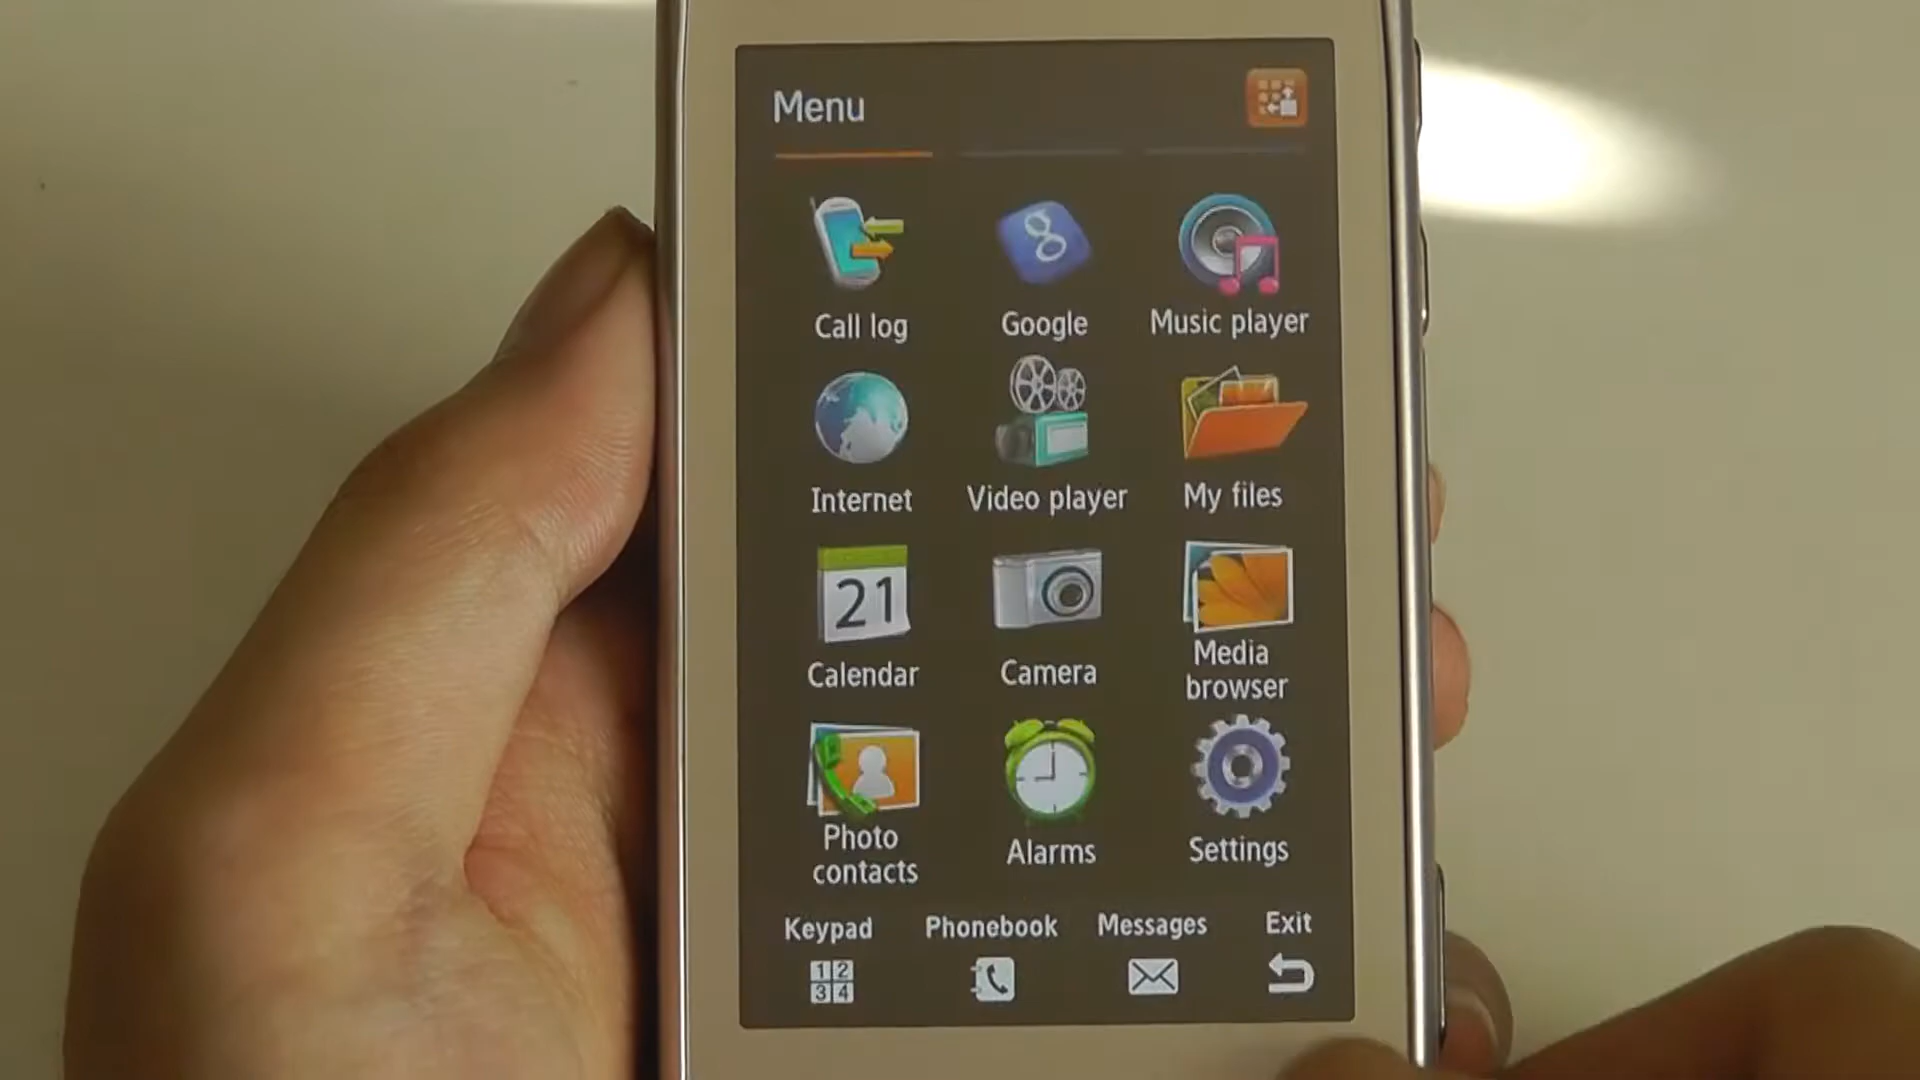 Menu
Call log
Google
Music player
Internet
Video player
My files
21
Calendar
Camera
Media
browser
Photo
contacts
Alarms
Settings
Keypad
Phonebook
Messages
Exit
1 2
3 4